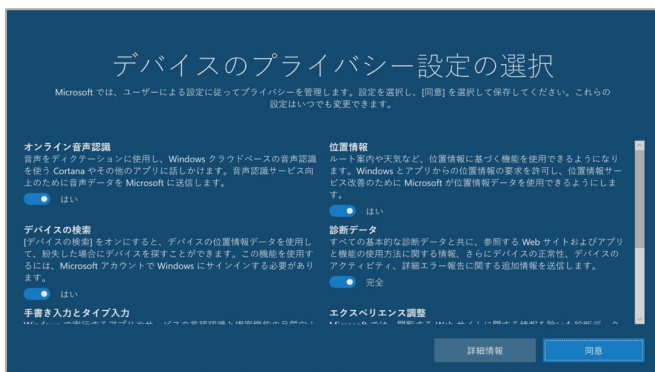 デバイスのプライバシー設定の選択
Microsoft では、ユーザーによる設定に従ってプライバシーを管理します。設定を選択し、[同意] を選択して保存してください。これらの
設定はいつでも変更できます。
オンライン音声認識
音声をディクテーションに使用し、Windows クラウドベースの音声認識
を使う Cortana やその他のアプリに話しかけます。音声認識サービス向
上のために音声データを Microsoft に送信します。
はい
デバイスの検索
[デバイスの検索] をオンにすると、デバイスの位置情報データを使用し
て、紛失した場合にデバイスを探すことができます。この機能を使用す
るには、Microsoft アカウントで Windows にサインインする必要があり
ます。
はい
手書き入力とタイプ入力
位置情報
ルート案内や天気など、位置情報に基づく機能を使用できるようになり
ます。Windows とアプリからの位置情報の要求を許可し、位置情報サー
ビス改善のために Microsoft が位置情報データを使用できるようにしま
す。
はい
診断データ
すべての基本的な診断データと共に、参照する Web サイトおよびアプリ
と機能の使用方法に関する情報、さらにデバイスの正常性、デバイスの
アクティビティ、詳細エラー報告に関する追加情報を送信します。
完全
エクスペリエンス調整
詳細情報
同意